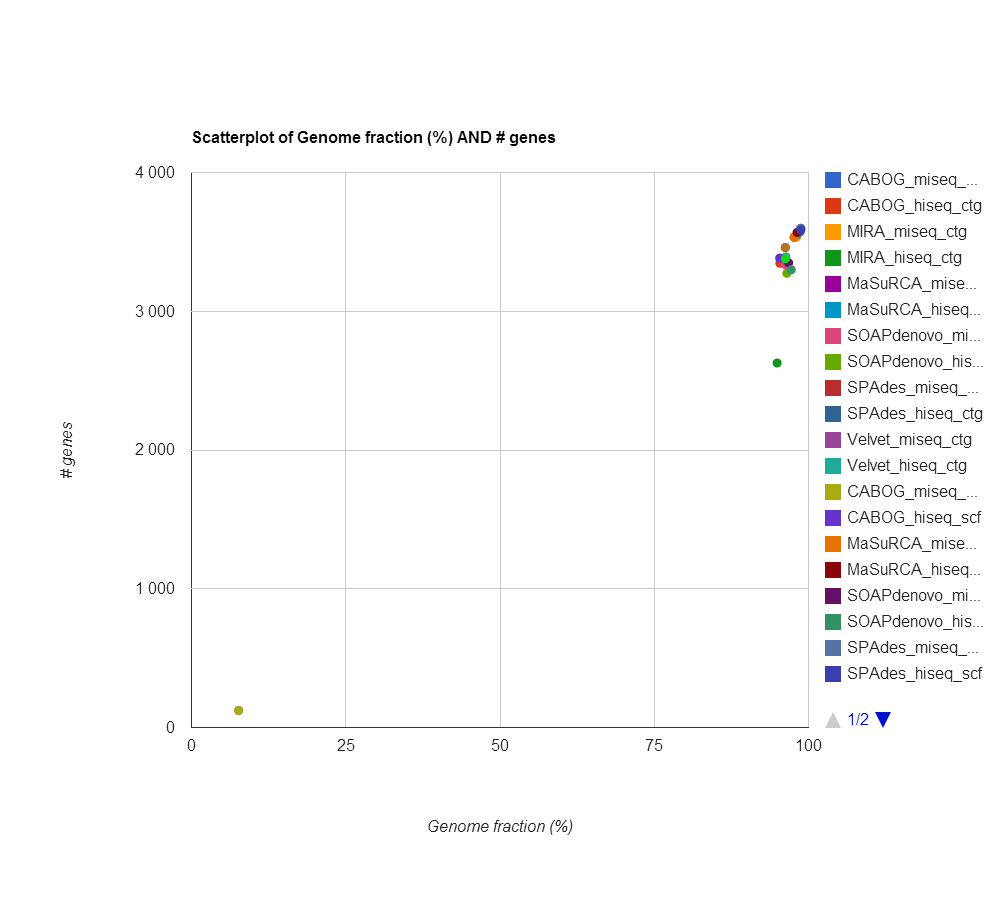 Scatterplot of Genome fraction (%) AND # genes
4 000
3 000
2 000
1 000
0
0
25
50
75
100
# genes
Genome fraction (%)
CABOG_miseq_...
CABOG_hiseq_ctg
MIRA_miseq_ctg
MIRA_hiseq_ctg
MaSuRCA_mise...
MaSuRCA_hiseq...
SOAPdenovo_mi...
SOAPdenovo_his...
SPAdes_miseq_...
SPAdes_hiseq_ctg
Velvet_miseq_ctg
Velvet_hiseq_ctg
CABOG_miseq_...
CABOG_hiseq_scf
MaSuRCA_mise...
MaSuRCA_hiseq...
SOAPdenovo_mi...
SOAPdenovo_his...
SPAdes_miseq_...
SPAdes_hiseq_scf
1/2